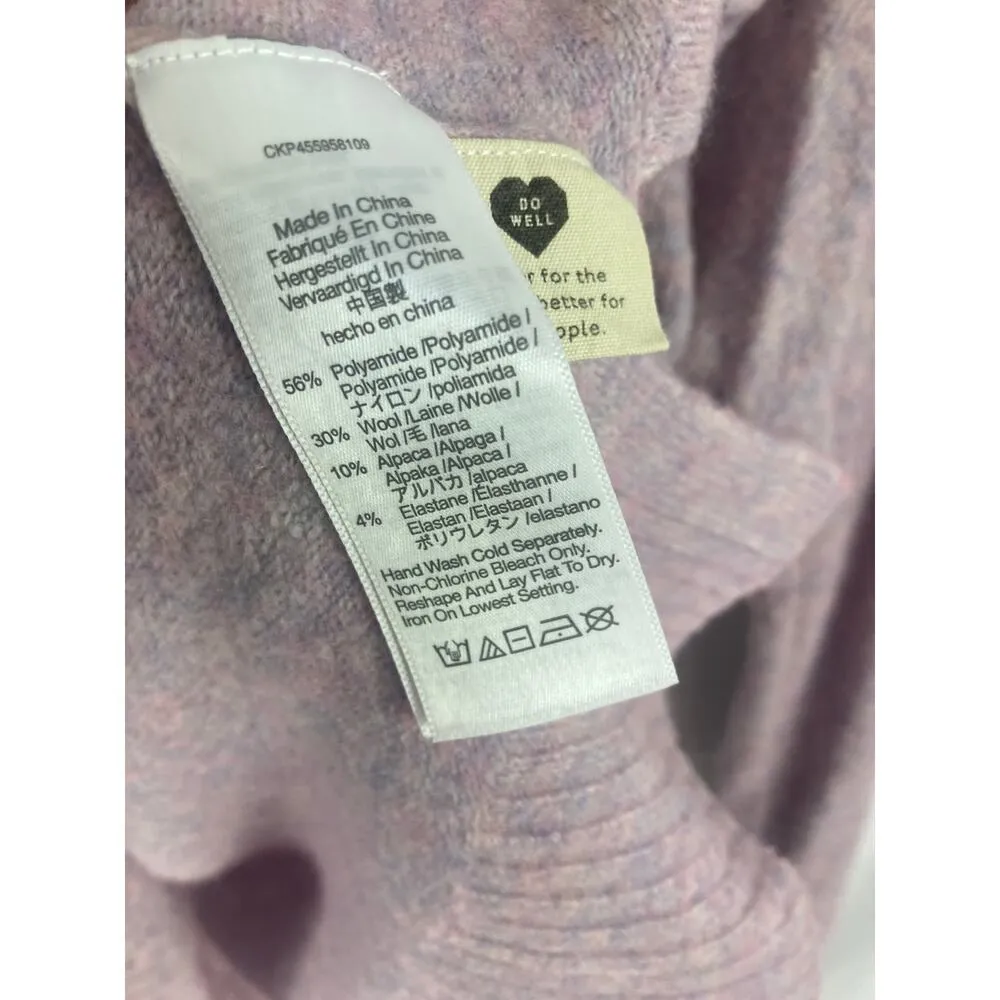 CKP455958109
Made In China
Fabriqué En Chine
Hergestellt In China
Vervaardigd In China
中国製
hecho en china
56% Polyamide /Polyamide /
Polyamide /Polyamide /
ナイロン /poliamida
30% Wool /Laine /Wolle /
Wol /毛 /lana
10% Alpaca /Alpaga /
Alpaka /Alpaca /
アルパカ /alpaca
4% Elastane /Élasthanne /
Elastan /Elastaan /
ポリウレタン /elastano
Hand Wash Cold Separately.
Non-Chlorine Bleach Only.
Reshape And Lay Flat To Dry.
Iron On Lowest Setting.
DO
WELL
for the
better for